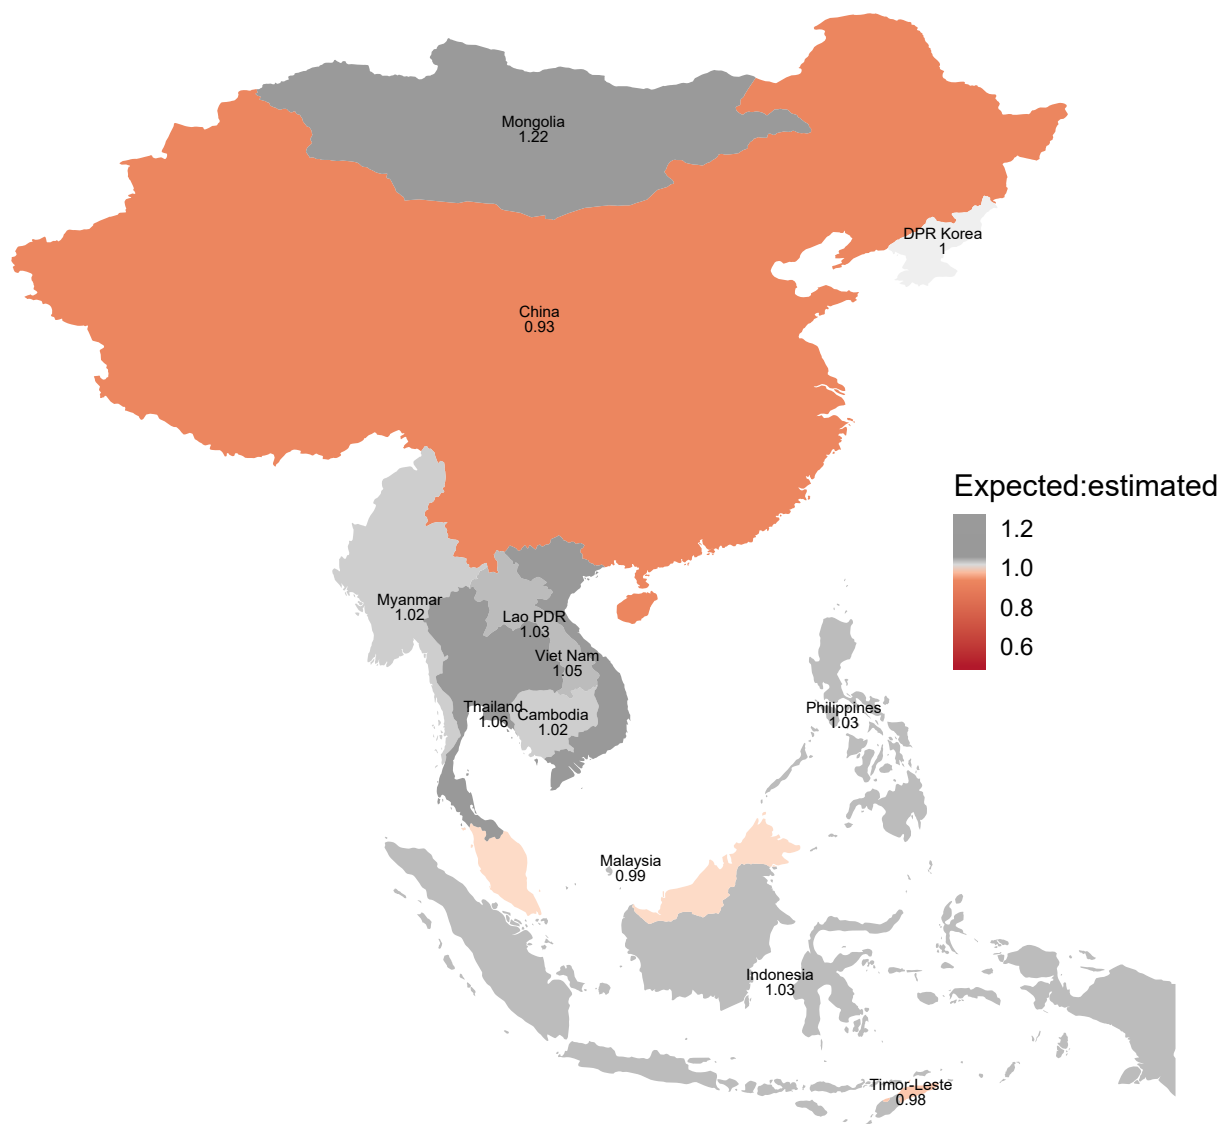 Mongolia
1.22
DPR Korea
1
China
0.93
Expected:estimated
1.2
1.0
0.8
0.6
Myanmar
1.02
Lao PDR
1.03
Viet Nam
1.05
Thailand
1.06
Cambodia
1.02
Philippines
1.03
Malaysia
0.99
Indonesia
1.03
Timor-Leste
0.98